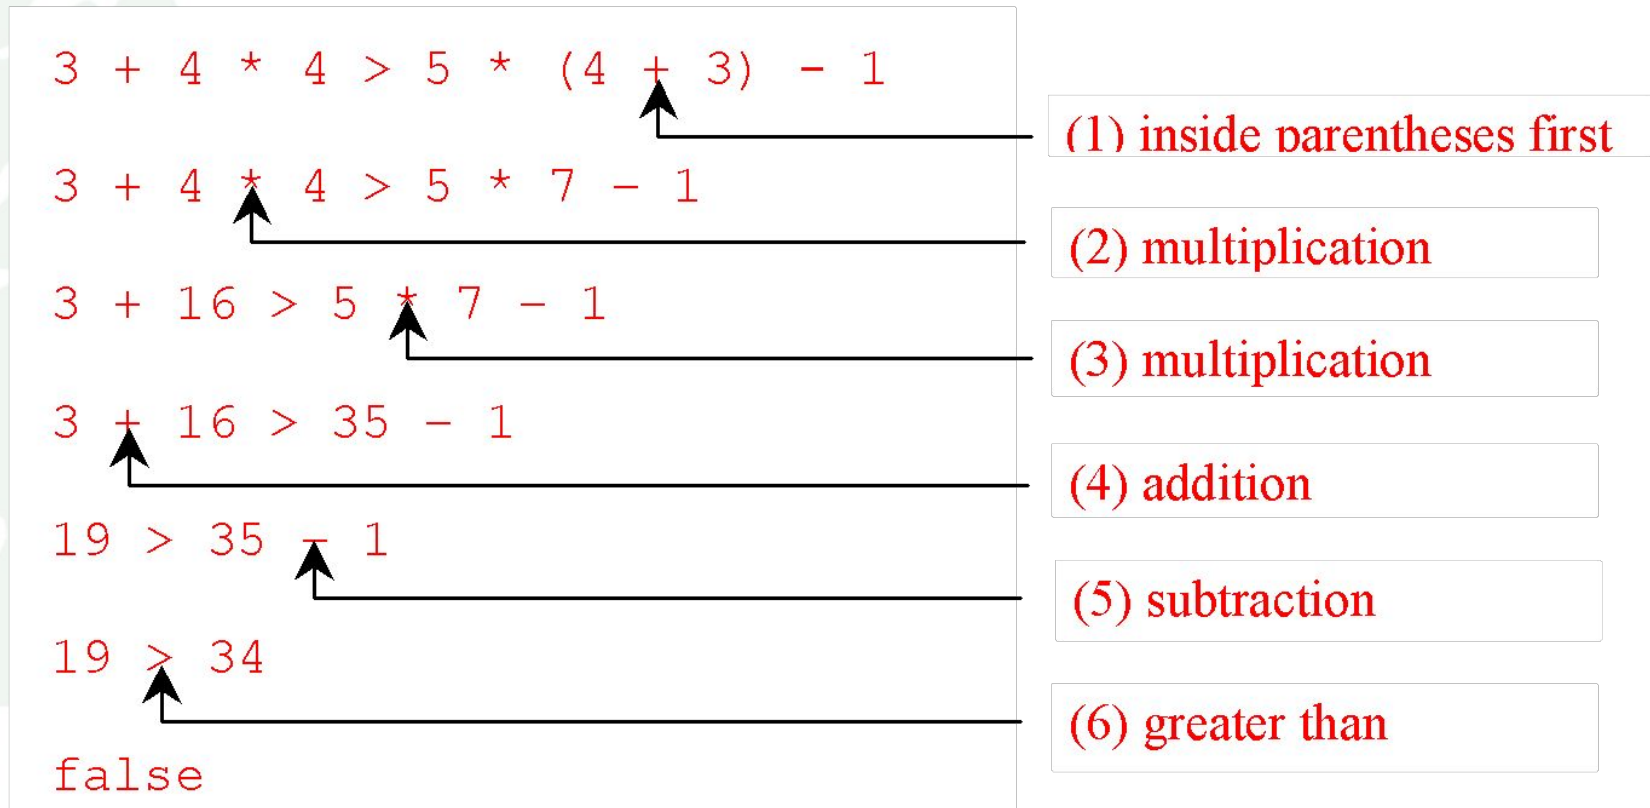 3 + 4 * 4 > 5 * (4 + 3) - 1
(1) inside parentheses first
3 + 4 * 4 > 5 * 7 – 1
(2) multiplication
3 + 16 > 5 * 7 – 1
(3) multiplication
3 + 16 > 35 – 1
(4) addition
19 > 35 – 1
(5) subtraction
19 > 34
(6) greater than
false